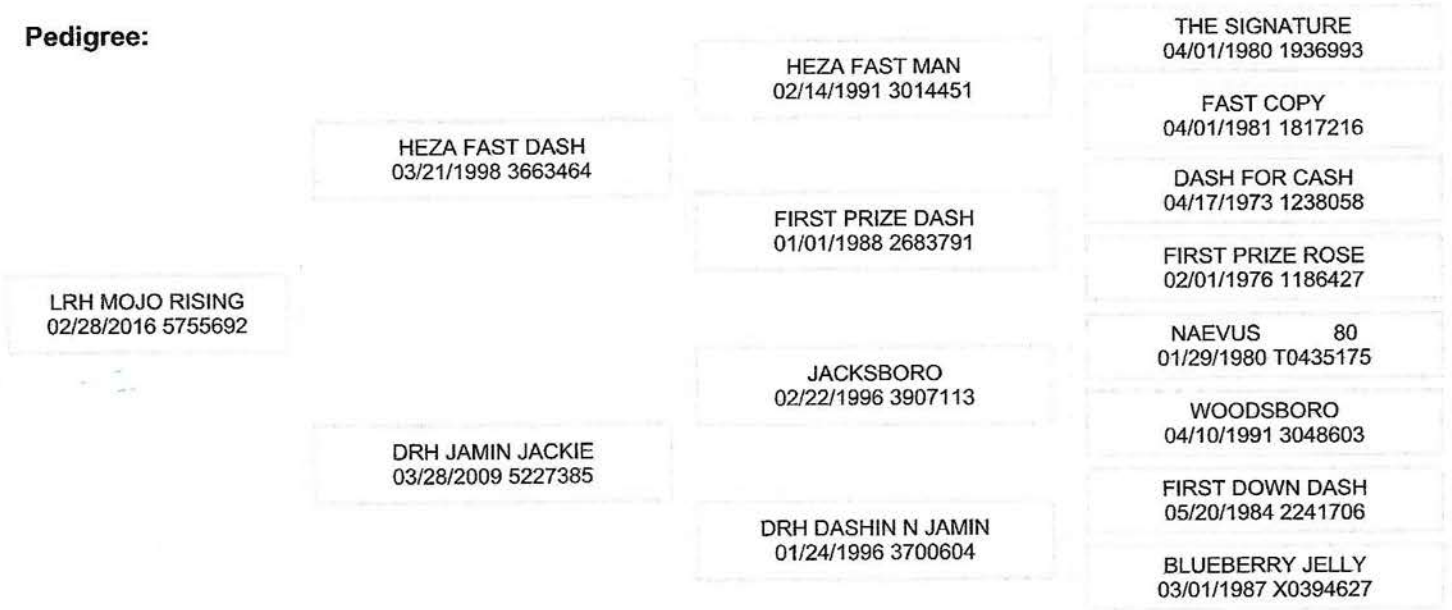 Pedigree:
LRH MOJO RISING
02/28/2016 5755692
HEZA FAST DASH
03/21/1998 3663464
DRH JAMIN JACKIE
03/28/2009 5227385
HEZA FAST MAN
02/14/1991 3014451
FIRST PRIZE DASH
01/01/1988 2683791
JACKSBORO
02/22/1996 3907113
DRH DASHIN N JAMIN
01/24/1996 3700604
THE SIGNATURE
04/01/1980 1936993
FAST COPY
04/01/1981 1817216
DASH FOR CASH
04/17/1973 1238058
FIRST PRIZE ROSE
02/01/1976 1186427
NAEVUS 80
01/29/1980 T0435175
WOODSBORO
04/10/1991 3048603
FIRST DOWN DASH
05/20/1984 2241706
BLUEBERRY JELLY
03/01/1987 X0394627